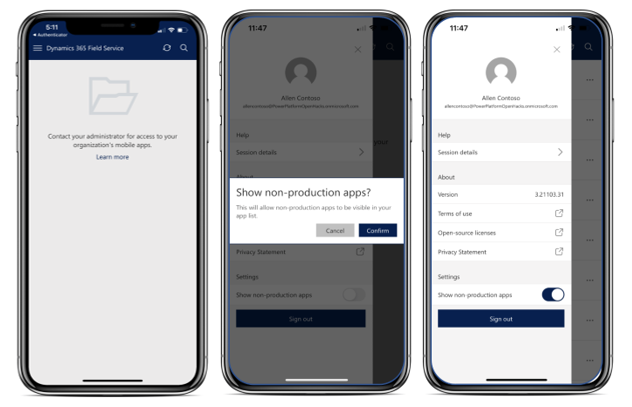 5:11
Authenticator
Dynamics 365 Field Service
Contact your administrator for access to your
organization's mobile apps.
Learn more
11:47
Allen Contoso
allencontoso@PowerPlatformOpenhacks.onmicrosoft.com
Help
Session details
About
Show non-production apps?
This will allow non-production apps to be visible in your
app list.
Cancel
Confirm
Privacy Statement
Settings
Show non-production apps
Sign out
11:47
Allen Contoso
allencontoso@PowerPlatformOpenhacks.onmicrosoft.com
Help
Session details
About
Version 3.21103.31
Terms of use
Open-source licenses
Privacy Statement
Settings
Show non-production apps
Sign out